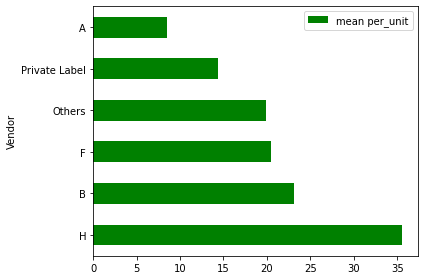 mean per_unit
Vendor
A
Private Label
Others
F
B
H
0 5 10 15 20 25 30 35